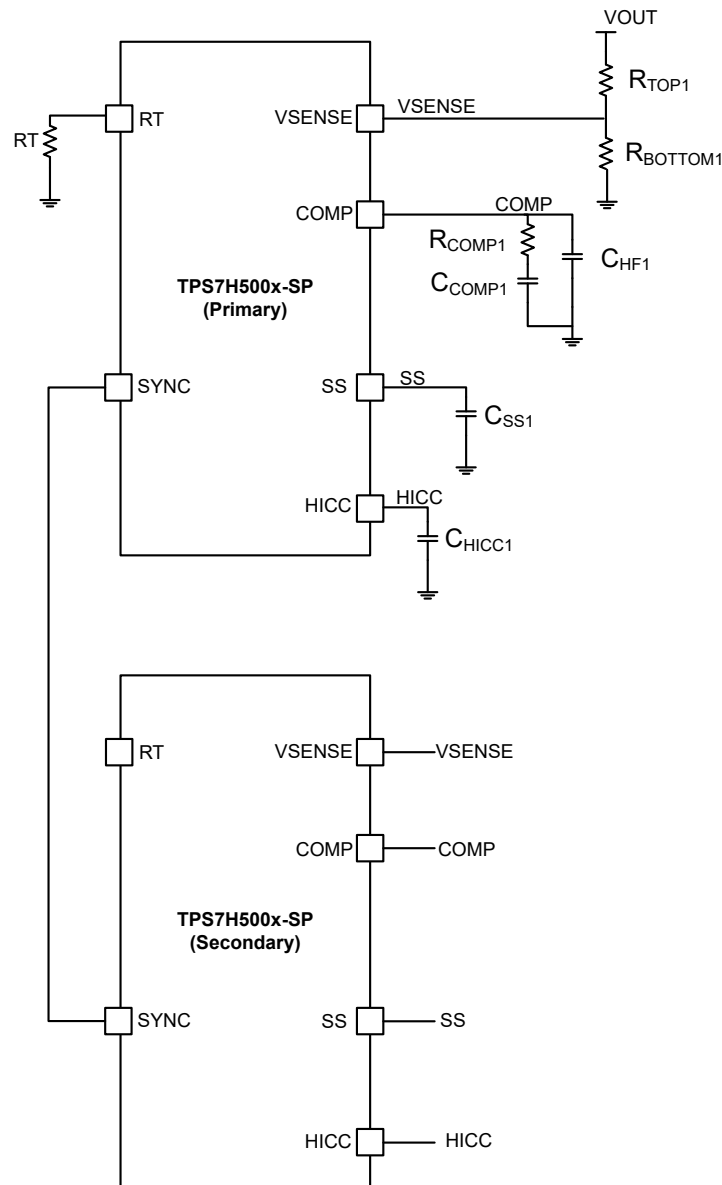 VOUT
RTOP1
VSENSE
VSENSE
RT
RT
RBOTTOM1
COMP
COMP
RCOMP1
CHF1
CCOMP1
TPS7H500x-SP
(Primary)
SYNC
SS
SS
CSS1
HICC
HICC
CHICC1
RT
VSENSE
VSENSE
COMP
COMP
TPS7H500x-SP
(Secondary)
SYNC
SS
SS
HICC
HICC